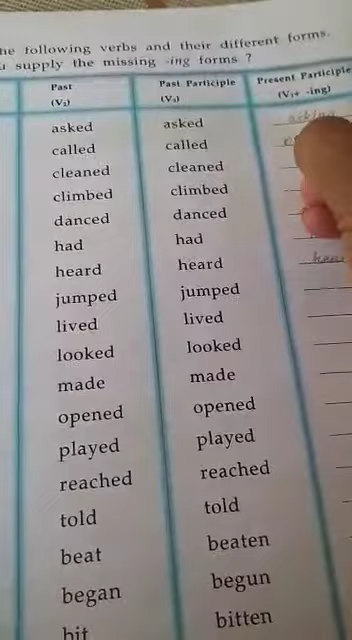 he following verbs and their different forms.
u supply the missing -ing forms ?
Past Past Participle Present Participle
(V₂) (V₃) (V₁+ -ing)
asked asked asking
called called
cleaned cleaned
climbed climbed
danced danced
had had
heard heard
jumped jumped
lived lived
looked looked
made made
opened opened
played played
reached reached
told told
beat beaten
began begun
bit bitten